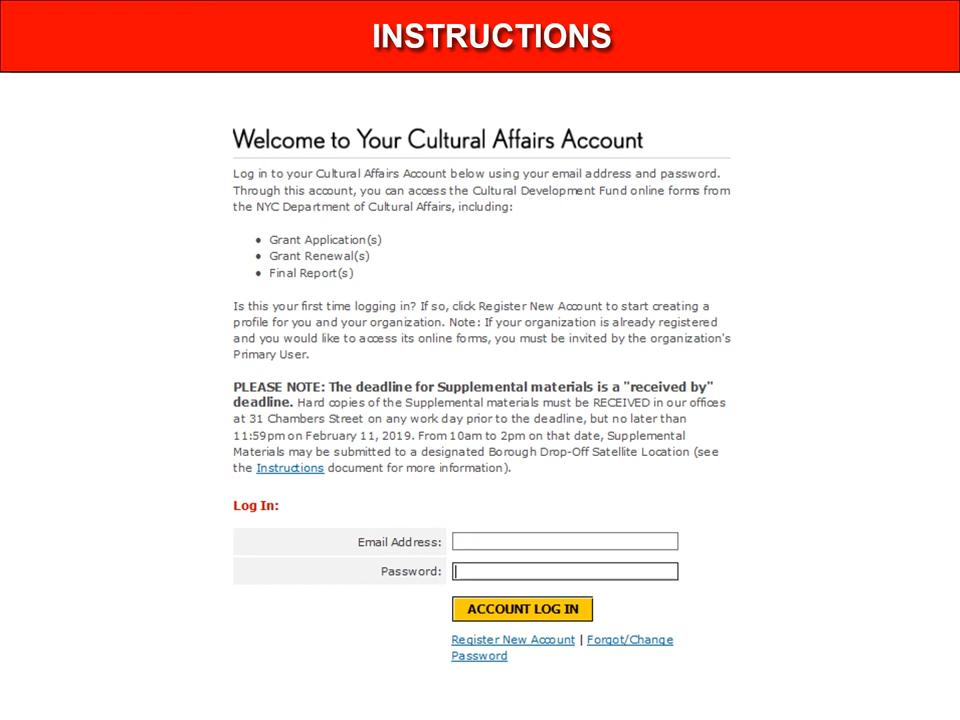 INSTRUCTIONS
Welcome to Your Cultural Affairs Account
Log in to your Cultural Affairs Account below using your email address and password.
Through this account, you can access the Cultural Development Fund online forms from
the NYC Department of Cultural Affairs, including:
• Grant Application(s)
• Grant Renewal(s)
• Final Report(s)
Is this your first time logging in? If so, click Register New Account to start creating a
profile for you and your organization. Note: If your organization is already registered
and you would like to access its online forms, you must be invited by the organization's
Primary User.
PLEASE NOTE: The deadline for Supplemental materials is a "received by"
deadline. Hard copies of the Supplemental materials must be RECEIVED in our offices
at 31 Chambers Street on any work day prior to the deadline, but no later than
11:59pm on February 11, 2019. From 10am to 2pm on that date, Supplemental
Materials may be submitted to a designated Borough Drop-Off Satellite Location (see
the Instructions document for more information).
Log In:
Email Address:
Password:
ACCOUNT LOG IN
Register New Account | Forgot/Change
Password